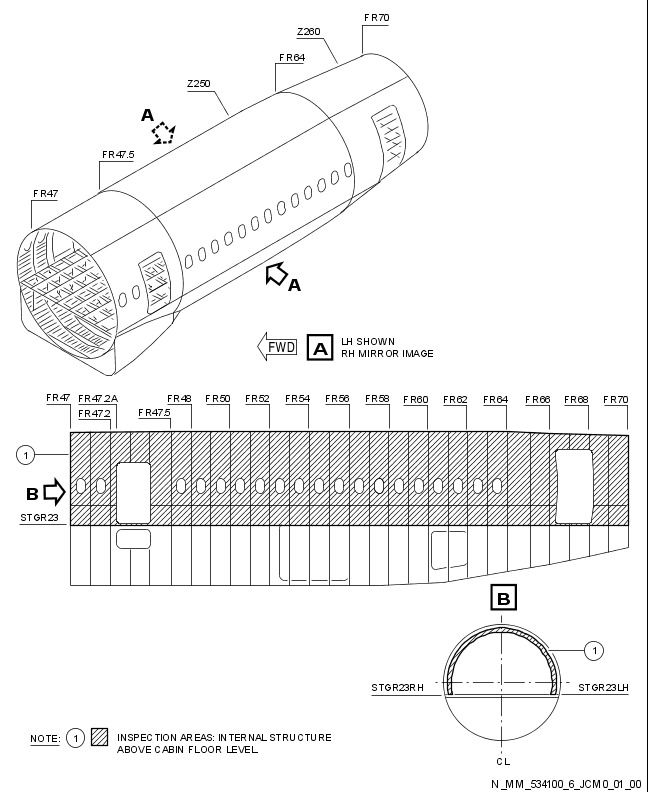 FR70
Z260
FR64
Z250
A
FR47.5
FR47
A
FWD
A
LH SHOWN
RH MIRROR IMAGE
FR47
FR47.2A
FR47.2
FR47.5
FR48
FR50
FR52
FR54
FR56
FR58
FR60
FR62
FR64
FR66
FR68
FR70
1
B
STGR23
B
1
STGR23RH
STGR23LH
CL
NOTE: 1 INSPECTION AREAS: INTERNAL STRUCTURE
ABOVE CABIN FLOOR LEVEL.
N_MM_534100_6_JCM0_01_00